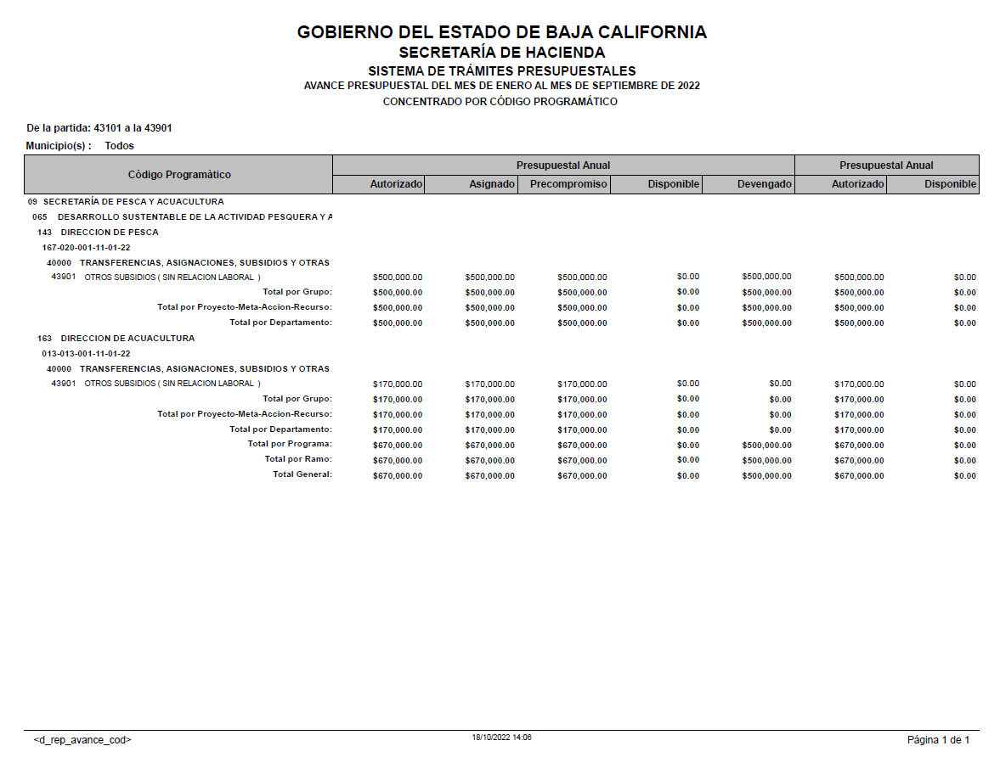 GOBIERNO DEL ESTADO DE BAJA CALIFORNIA
SECRETARÍA DE HACIENDA
SISTEMA DE TRÁMITES PRESUPUESTALES
AVANCE PRESUPUESTAL DEL MES DE ENERO AL MES DE SEPTIEMBRE DE 2022
CONCENTRADO POR CÓDIGO PROGRAMÁTICO
De la partida: 43101 a la 43901
Municipio(s) : Todos
Còdigo Programàtico Presupuestal Anual Presupuestal Anual
Autorizado Asignado Precompromiso Disponible Devengado Autorizado Disponible
09 SECRETARÍA DE PESCA Y ACUACULTURA
065 DESARROLLO SUSTENTABLE DE LA ACTIVIDAD PESQUERA Y A
143 DIRECCION DE PESCA
167-020-001-11-01-22
40000 TRANSFERENCIAS, ASIGNACIONES, SUBSIDIOS Y OTRAS
43901 OTROS SUBSIDIOS ( SIN RELACION LABORAL ) $500,000.00 $500,000.00 $500,000.00 $0.00 $500,000.00 $500,000.00 $0.00
Total por Grupo: $500,000.00 $500,000.00 $500,000.00 $0.00 $500,000.00 $500,000.00 $0.00
Total por Proyecto-Meta-Accion-Recurso: $500,000.00 $500,000.00 $500,000.00 $0.00 $500,000.00 $500,000.00 $0.00
Total por Departamento: $500,000.00 $500,000.00 $500,000.00 $0.00 $500,000.00 $500,000.00 $0.00
163 DIRECCION DE ACUACULTURA
013-013-001-11-01-22
40000 TRANSFERENCIAS, ASIGNACIONES, SUBSIDIOS Y OTRAS
43901 OTROS SUBSIDIOS ( SIN RELACION LABORAL ) $170,000.00 $170,000.00 $170,000.00 $0.00 $0.00 $170,000.00 $0.00
Total por Grupo: $170,000.00 $170,000.00 $170,000.00 $0.00 $0.00 $170,000.00 $0.00
Total por Proyecto-Meta-Accion-Recurso: $170,000.00 $170,000.00 $170,000.00 $0.00 $0.00 $170,000.00 $0.00
Total por Departamento: $170,000.00 $170,000.00 $170,000.00 $0.00 $0.00 $170,000.00 $0.00
Total por Programa: $670,000.00 $670,000.00 $670,000.00 $0.00 $500,000.00 $670,000.00 $0.00
Total por Ramo: $670,000.00 $670,000.00 $670,000.00 $0.00 $500,000.00 $670,000.00 $0.00
Total General: $670,000.00 $670,000.00 $670,000.00 $0.00 $500,000.00 $670,000.00 $0.00
<d_rep_avance_cod> 18/10/2022 14:06 Página 1 de 1